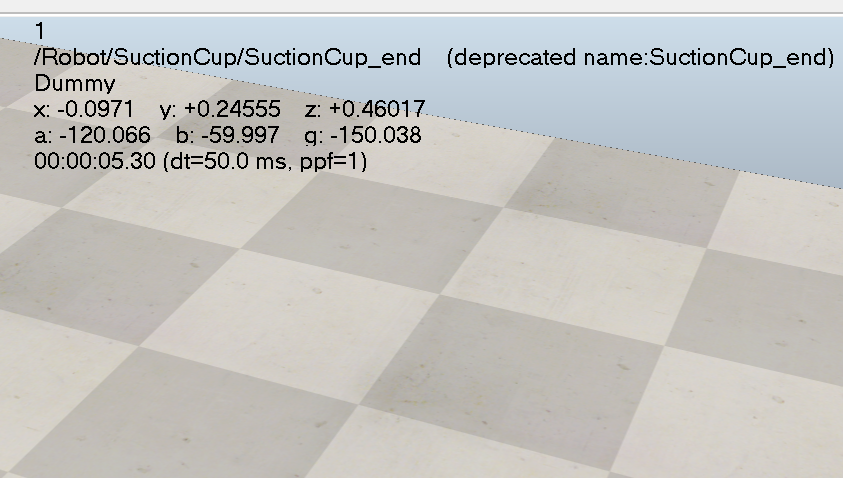 1
/Robot/SuctionCup/SuctionCup_end (deprecated name:SuctionCup_end)
Dummy
x: -0.0971 y: +0.24555 z: +0.46017
a: -120.066 b: -59.997 g: -150.038
00:00:05.30 (dt=50.0 ms, ppf=1)